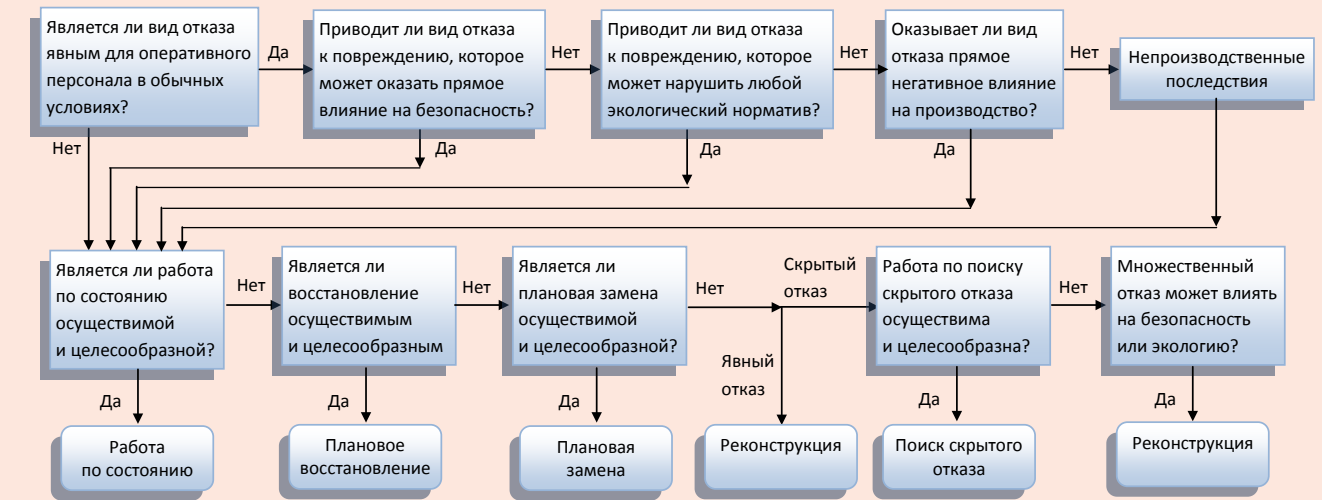 Является ли вид отказа
явным для оперативного
персонала в обычных
условиях?
Да
Приводит ли вид отказа
к повреждению, которое
может оказать прямое
влияние на безопасность?
Нет
Приводит ли вид отказа
к повреждению, которое
может нарушить любой
экологический норматив?
Нет
Оказывает ли вид
отказа прямое
негативное влияние
на производство?
Нет
Непроизводственные
последствия
Нет
Да
Да
Да
Является ли работа
по состоянию
осуществимой
и целесообразной?
Нет
Является ли
восстановление
осуществимым
и целесообразным
Нет
Является ли
плановая замена
осуществимой
и целесообразной?
Нет
Скрытый
отказ
Явный
отказ
Работа по поиску
скрытого отказа
осуществима
и целесообразна?
Нет
Множественный
отказ может влиять
на безопасность
или экологию?
Да
Да
Да
Да
Да
Работа
по состоянию
Плановое
восстановление
Плановая
замена
Реконструкция
Поиск скрытого
отказа
Реконструкция